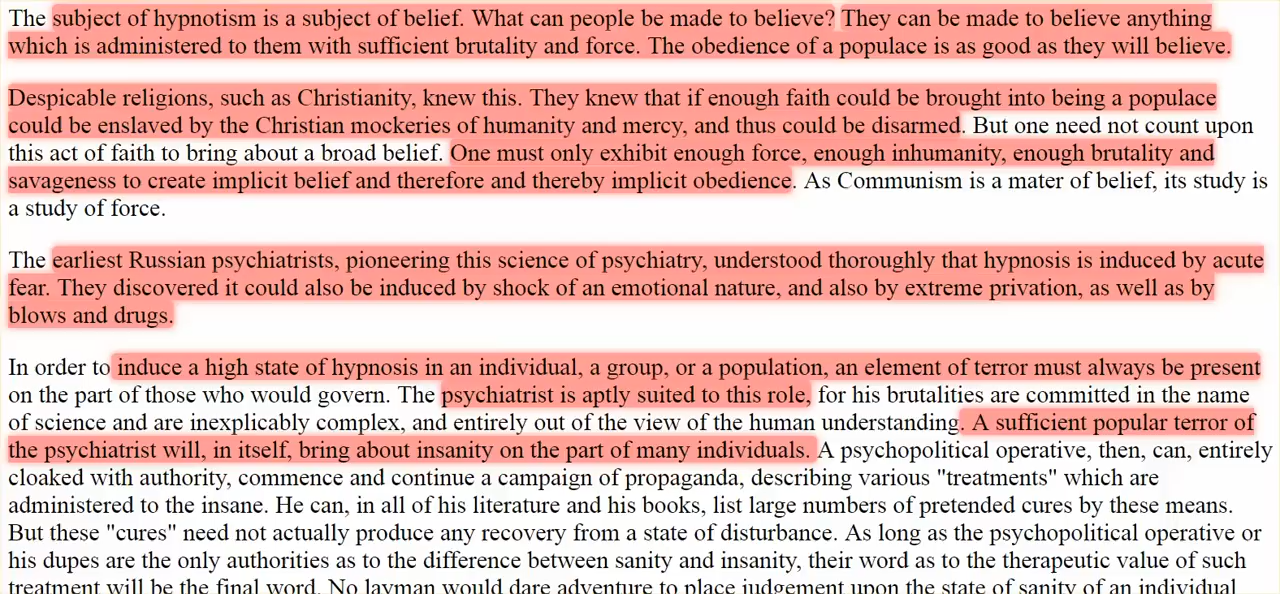 The subject of hypnotism is a subject of belief. What can people be made to believe? They can be made to believe anything
which is administered to them with sufficient brutality and force. The obedience of a populace is as good as they will believe.
Despicable religions, such as Christianity, knew this. They knew that if enough faith could be brought into being a populace
could be enslaved by the Christian mockeries of humanity and mercy, and thus could be disarmed. But one need not count upon
this act of faith to bring about a broad belief. One must only exhibit enough force, enough inhumanity, enough brutality and
savageness to create implicit belief and therefore and thereby implicit obedience. As Communism is a mater of belief, its study is
a study of force.
The earliest Russian psychiatrists, pioneering this science of psychiatry, understood thoroughly that hypnosis is induced by acute
fear. They discovered it could also be induced by shock of an emotional nature, and also by extreme privation, as well as by
blows and drugs.
In order to induce a high state of hypnosis in an individual, a group, or a population, an element of terror must always be present
on the part of those who would govern. The psychiatrist is aptly suited to this role, for his brutalities are committed in the name
of science and are inexplicably complex, and entirely out of the view of the human understanding. A sufficient popular terror of
the psychiatrist will, in itself, bring about insanity on the part of many individuals. A psychopolitical operative, then, can, entirely
cloaked with authority, commence and continue a campaign of propaganda, describing various "treatments" which are
administered to the insane. He can, in all of his literature and his books, list large numbers of pretended cures by these means.
But these "cures" need not actually produce any recovery from a state of disturbance. As long as the psychopolitical operative or
his dupes are the only authorities as to the difference between sanity and insanity, their word as to the therapeutic value of such
treatment will be the final word. No layman would dare adventure to place judgement upon the state of sanity of an individual